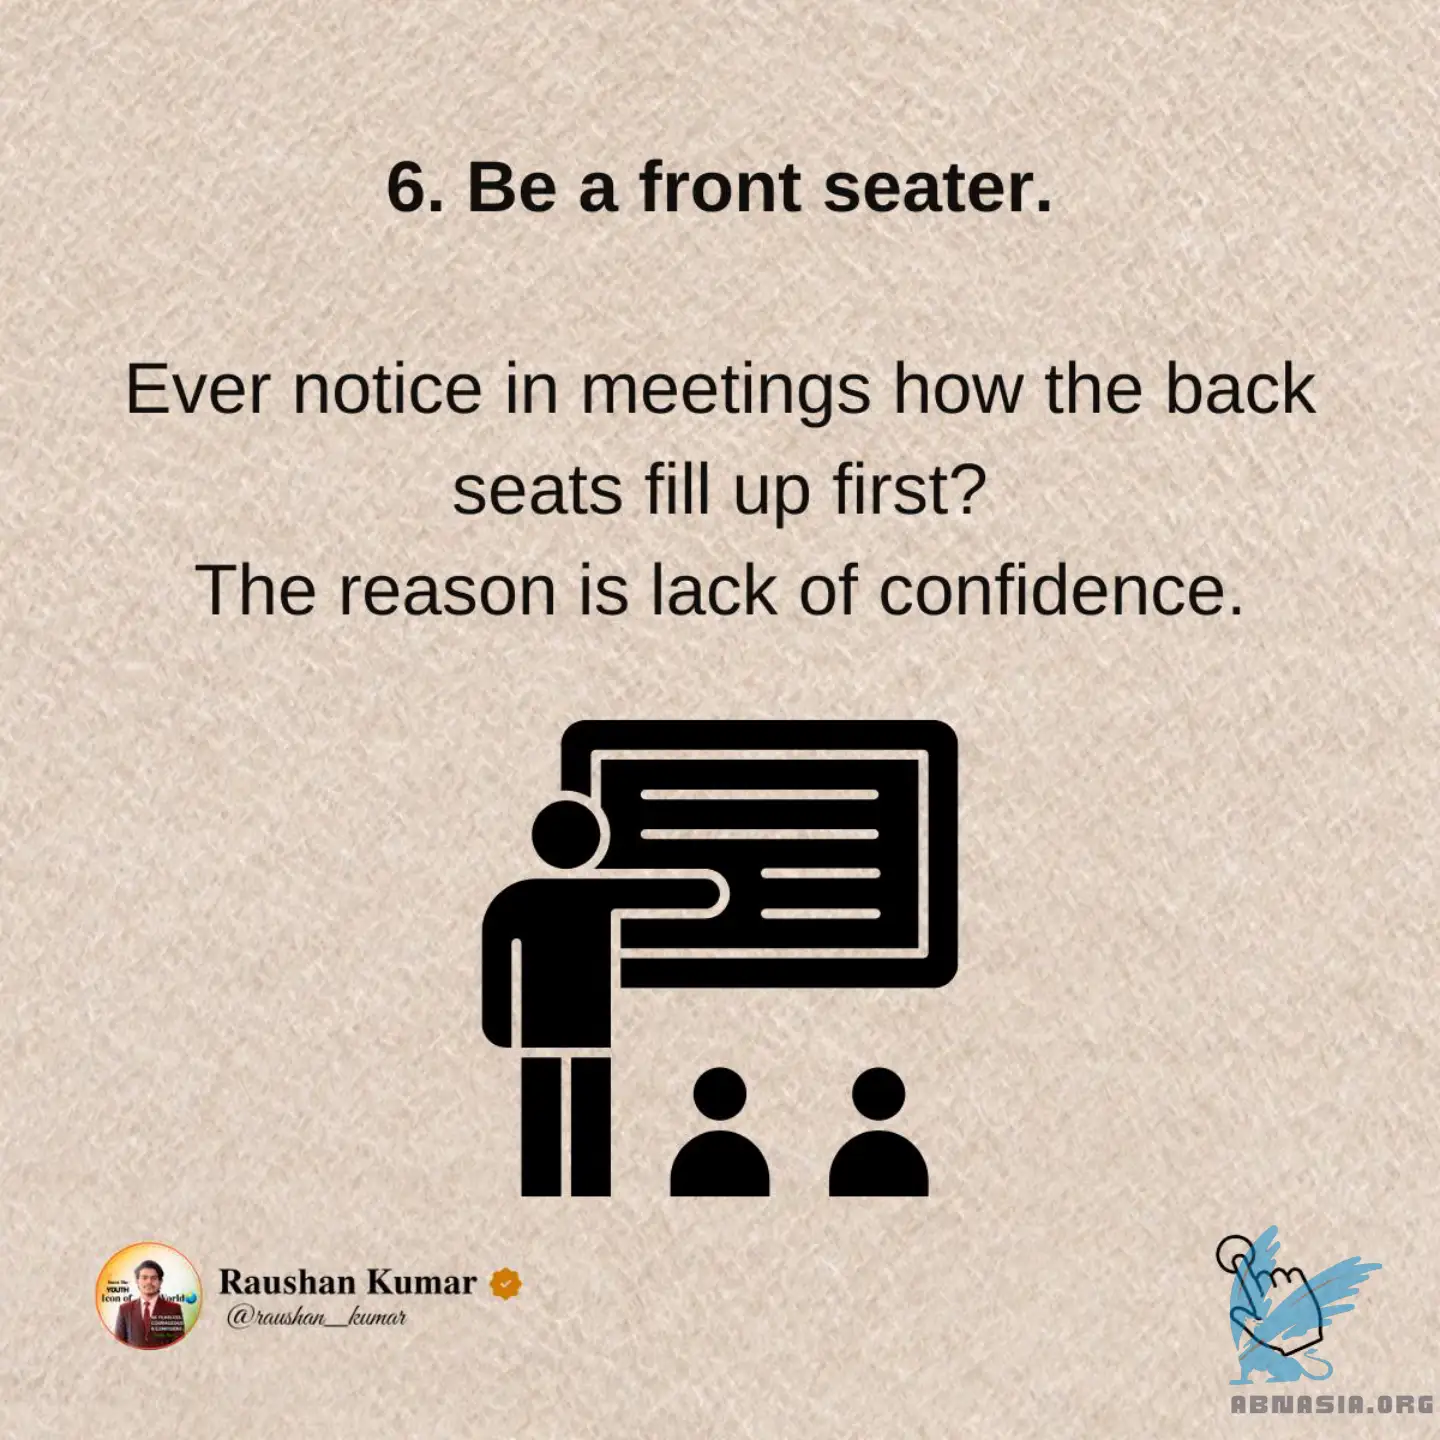 6. Be a front seater.
Ever notice in meetings how the back
seats fill up first?
The reason is lack of confidence.
YOUTH
Icon of World
Raushan Kumar
@raushan__kumar
ABNASIA.ORG